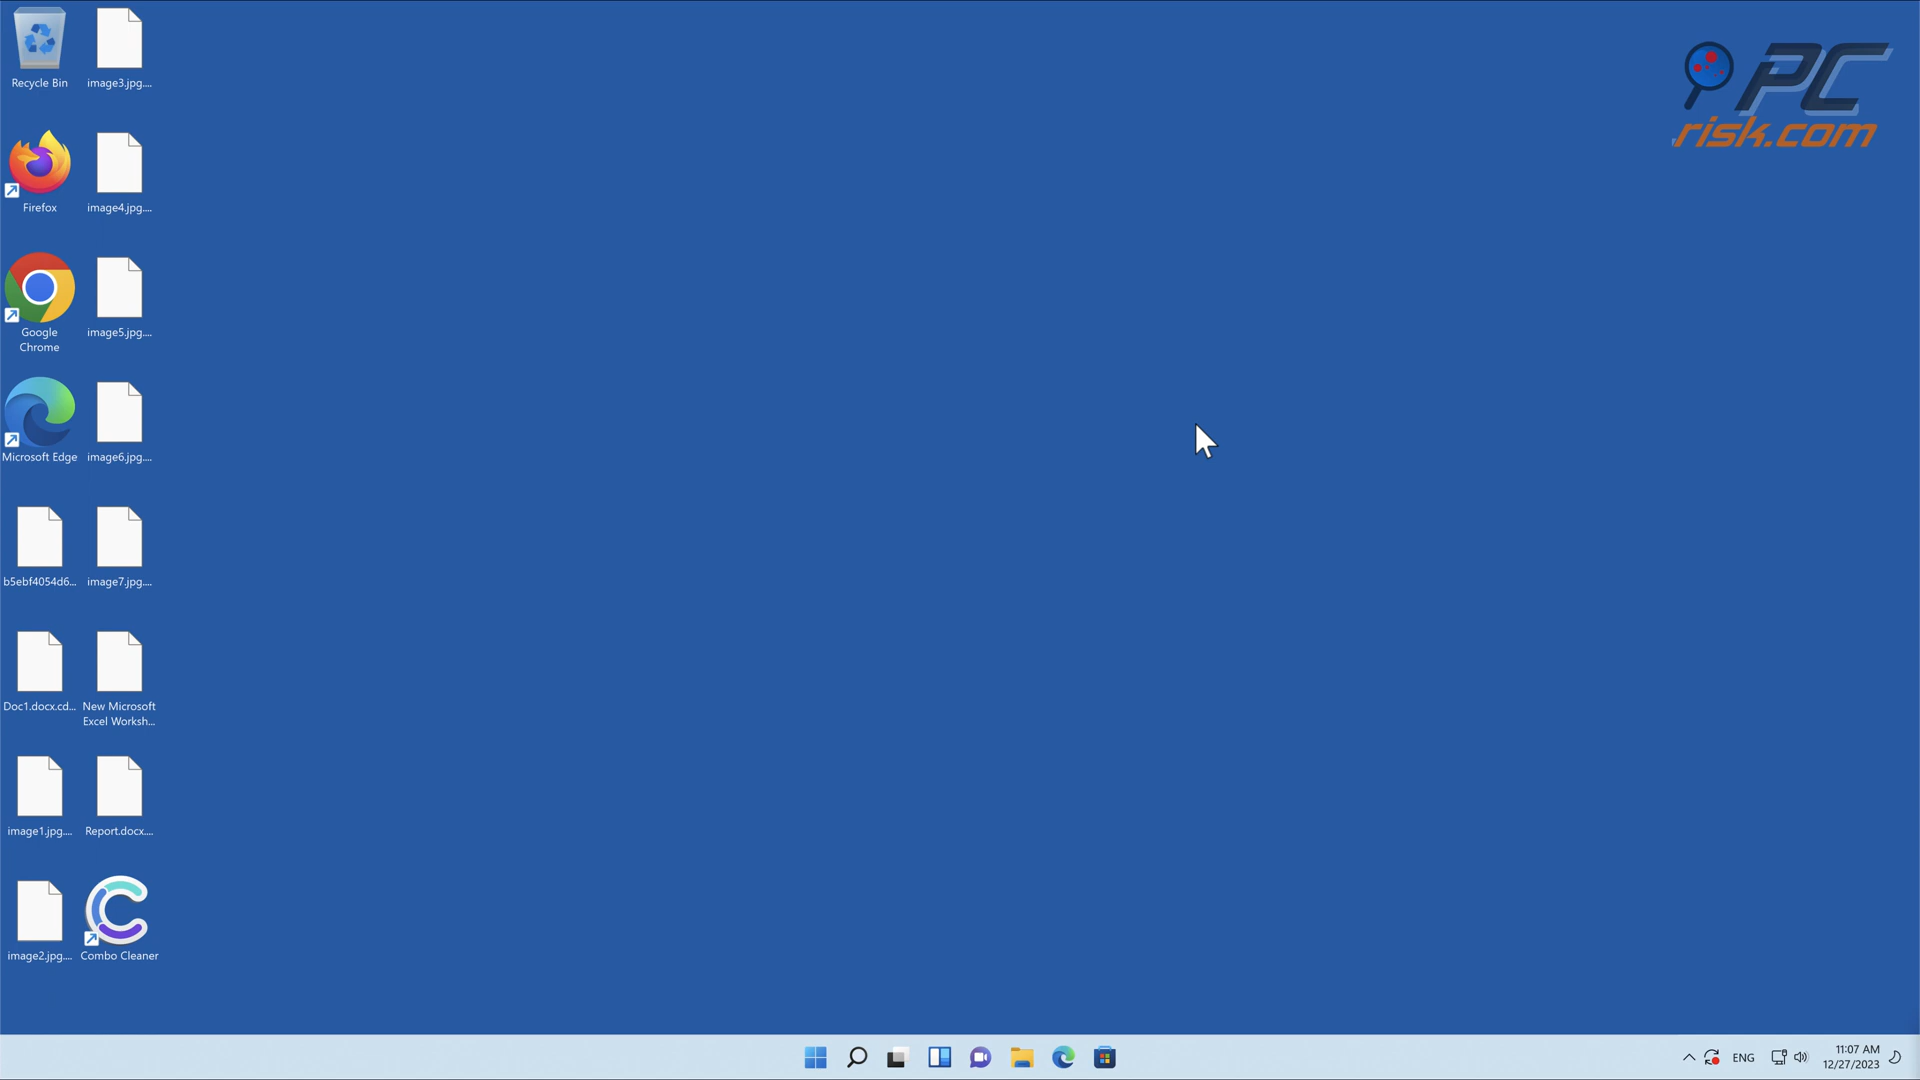 Recycle Bin
image3.jpg....
Firefox
image4.jpg....
Google
Chrome
image5.jpg....
Microsoft Edge
image6.jpg....
b5ebf4054d6...
image7.jpg....
Doc1.docx.cd...
New Microsoft
Excel Worksh...
image1.jpg....
Report.docx....
image2.jpg....
Combo Cleaner
PC
risk.com
ENG
11:07 AM
12/27/2023